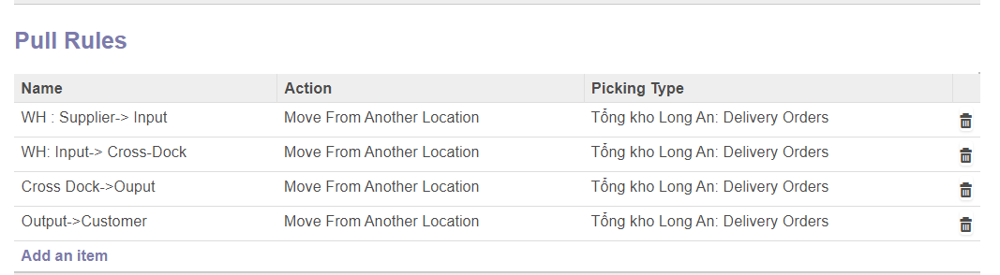 Pull Rules
Name Action Picking Type
WH : Supplier-> Input Move From Another Location Tổng kho Long An: Delivery Orders
WH: Input-> Cross-Dock Move From Another Location Tổng kho Long An: Delivery Orders
Cross Dock->Ouput Move From Another Location Tổng kho Long An: Delivery Orders
Output->Customer Move From Another Location Tổng kho Long An: Delivery Orders
Add an item